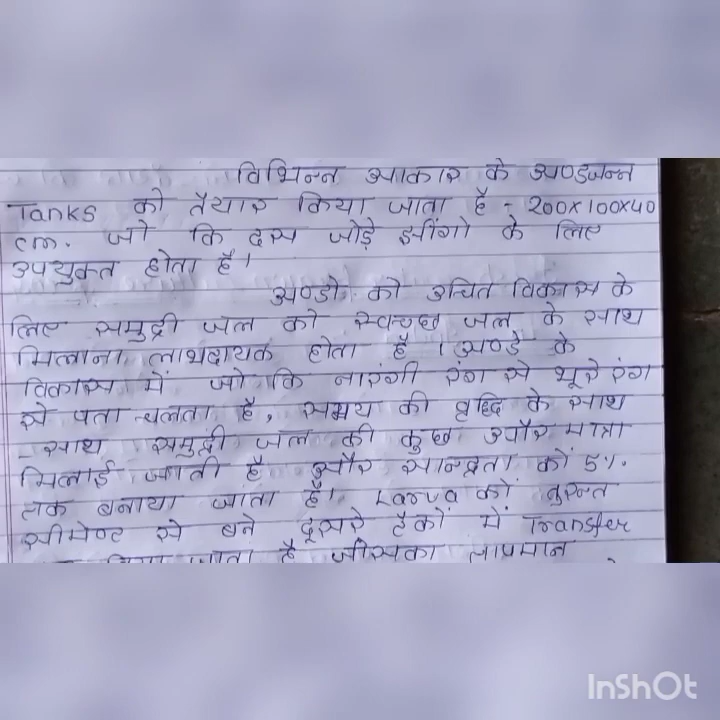 विभिन्न आकार के अण्डजनन
Tanks को तैयार किया जाता है - 200x100x40
cm. जो कि दस जोड़े झींगो के लिए
उपयुक्त होता है।
अण्डो को उचित विकास के
लिए समुद्री जल को स्वच्छ जल के साथ
मिलाना लाभदायक होता है। अण्डे के
विकास में जो कि नारंगी रंग से भूरे रंग
से पता चलता है, समय की वृद्धि के साथ
- साथ समुद्री जल की कुछ और मात्रा
मिलाई जाती है और सान्द्रता को 5%
तक बनाया जाता है। Larva को तुरन्त
सीमेण्ट से बने दूसरे टैंकों में Transfer
किया जाता है जीसका तापमान
InShOt